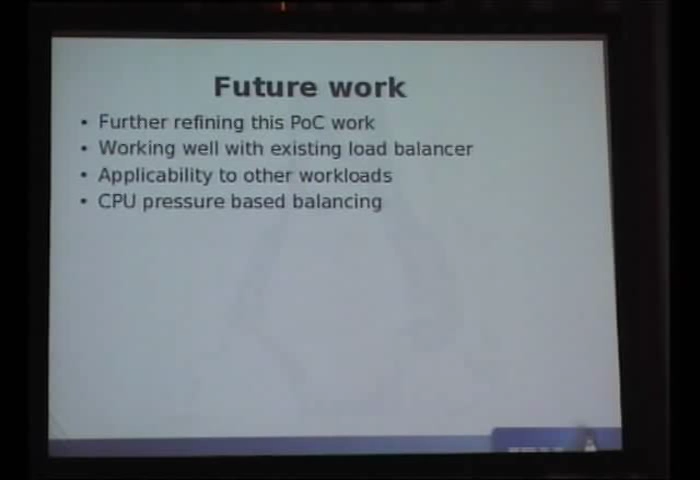 Future work
• Further refining this PoC work
• Working well with existing load balancer
• Applicability to other workloads
• CPU pressure based balancing